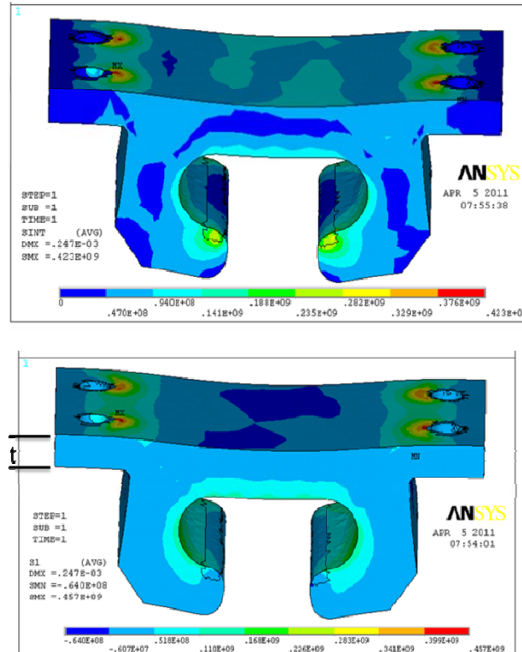 1
MX
MN
ANSYS
APR 5 2011
07:55:38
STEP=1
SUB =1
TIME=1
SINT (AVG)
DMX=.247E-03
SMX=.423E+09
0 .940E+08 .188E+09 .282E+09 .376E+09
.470E+08 .141E+09 .235E+09 .329E+09 .423E+0
1
MX
t
MN
ANSYS
APR 5 2011
07:54:01
STEP=1
SUB =1
TIME=1
S1 (AVG)
DMX=.247E-03
SMN=-.640E+08
SMX=.457E+09
-.640E+08 .518E+08 .168E+09 .283E+09 .399E+09
-.607E+07 .110E+09 .226E+09 .341E+09 .457E+09